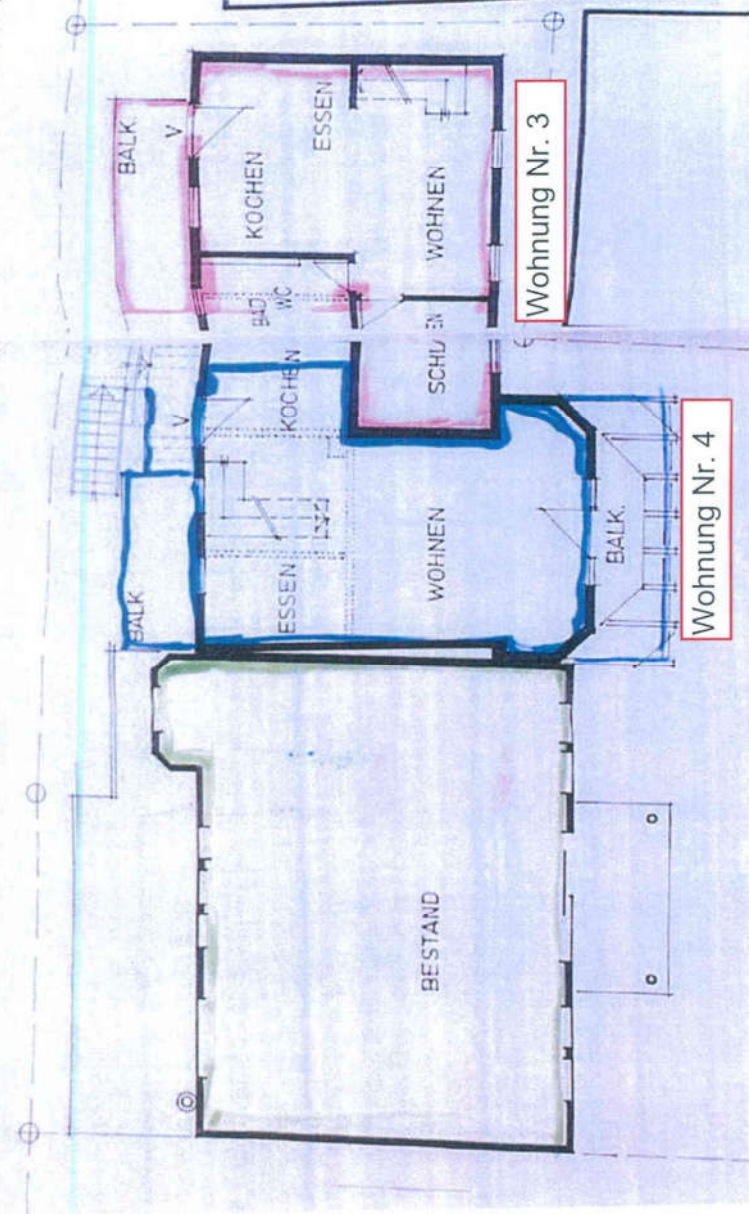 BALK.
BALK.
V
V
KOCHEN
BAD
WC
ESSEN
KOCHEN
ESSEN
BESTAND
WOHNEN
WOHNEN
Wohnung Nr. 3
BALK.
Wohnung Nr. 4